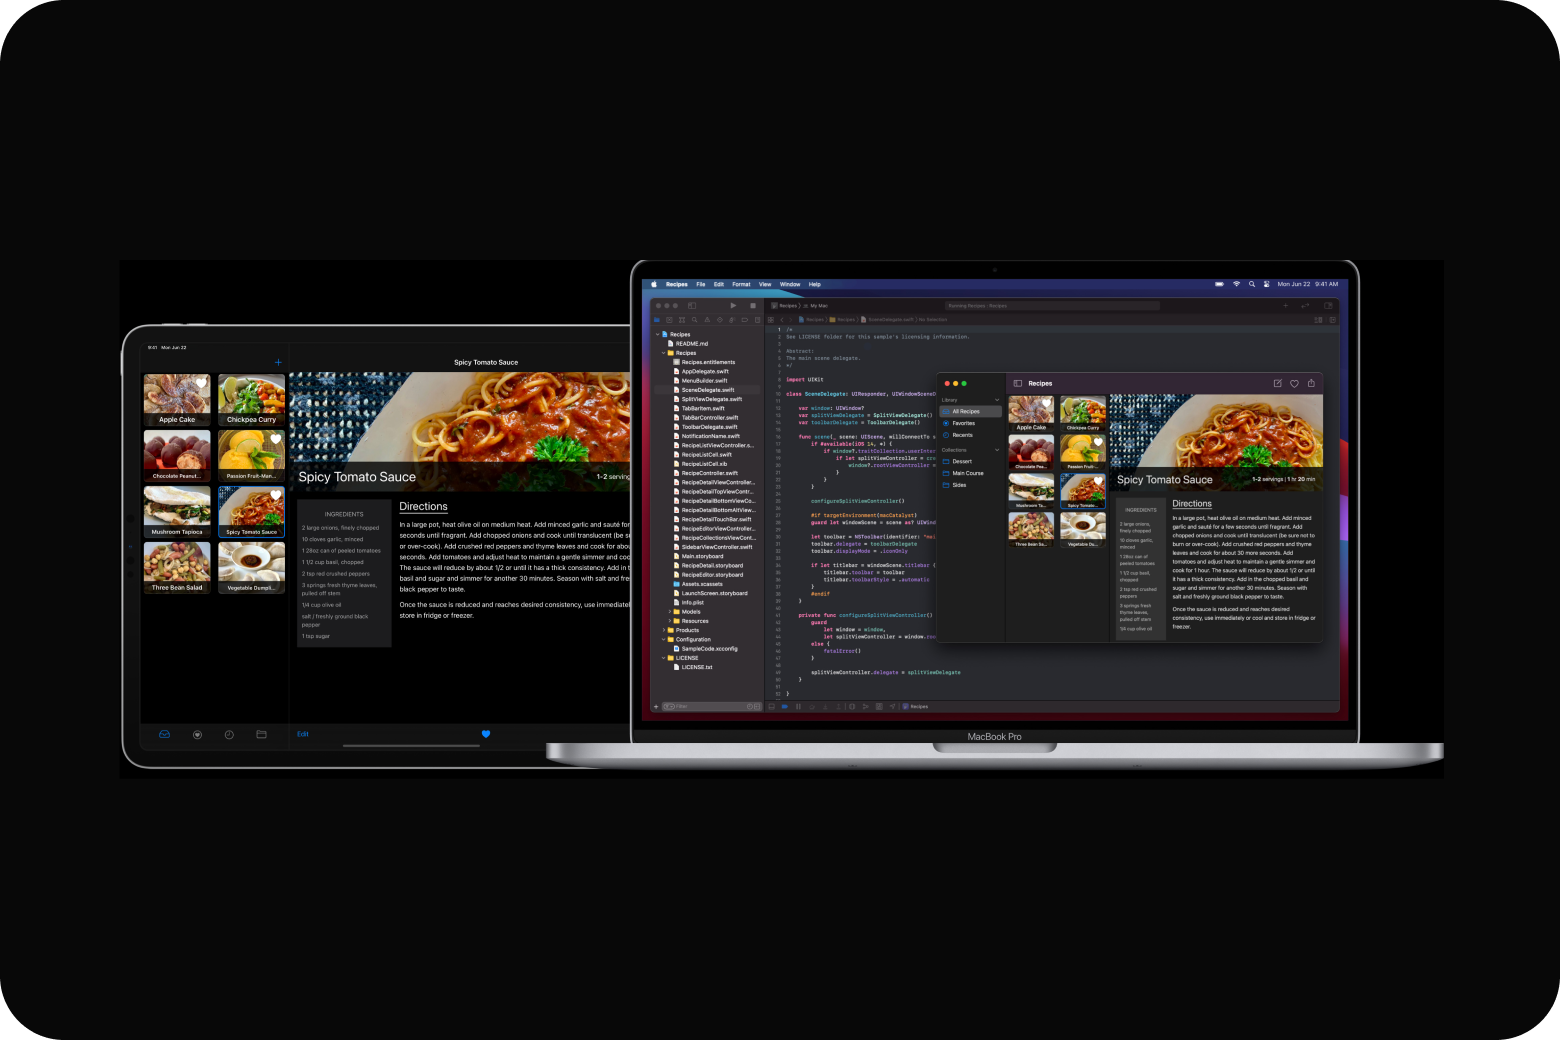 9:41 Mon Jun 22
Spicy Tomato Sauce
Apple Cake
Chickpea Curry
Chocolate Peanut...
Passion Fruit-Man...
Mushroom Tapioca
Spicy Tomato Sauce
Three Bean Salad
Vegetable Dumpli...
Spicy Tomato Sauce
1-2 serving
INGREDIENTS
2 large onions, finely chopped
10 cloves garlic, minced
1 28oz can of peeled tomatoes
1 1/2 cup basil, chopped
2 tsp red crushed peppers
3 springs fresh thyme leaves,
pulled off stem
1/4 cup olive oil
salt / freshly ground black
pepper
1 tsp sugar
Directions
In a large pot, heat olive oil on medium heat. Add minced garlic and sauté for
seconds until fragrant. Add chopped onions and cook until translucent (be s
or over-cook). Add crushed red peppers and thyme leaves and cook for abou
seconds. Add tomatoes and adjust heat to maintain a gentle simmer and coo
The sauce will reduce by about 1/2 or until it has a thick consistency. Add in t
basil and sugar and simmer for another 30 minutes. Season with salt and fre
black pepper to taste.
Once the sauce is reduced and reaches desired consistency, use immediatel
store in fridge or freezer.
Edit
Recipes File Edit Format View Window Help
Mon Jun 22 9:41 AM
Recipes My Mac
Running Recipes : Recipes
Recipes Recipes SceneDelegate.swift No Selection
Recipes
README.md
Recipes
Recipes.entitlements
AppDelegate.swift
MenuBuilder.swift
SceneDelegate.swift
SplitViewDelegate.swift
TabBarItem.swift
TabBarController.swift
ToolbarDelegate.swift
NotificationName.swift
RecipeListViewController.s...
RecipeListCell.swift
RecipeListCell.xib
RecipeController.swift
RecipeDetailViewController...
RecipeDetailTopViewContr...
RecipeDetailBottomViewCo...
RecipeDetailBottomAltView...
RecipeDetailTouchBar.swift
RecipeEditorViewController...
RecipeCollectionsViewCont...
SidebarViewController.swift
Main.storyboard
RecipeDetail.storyboard
RecipeEditor.storyboard
Assets.xcassets
LaunchScreen.storyboard
Info.plist
Models
Resources
Products
Configuration
SampleCode.xcconfig
LICENSE
LICENSE.txt
Filter
/*
See LICENSE folder for this sample's licensing information.
Abstract:
The main scene delegate.
*/
import UIKit
class SceneDelegate: UIResponder, UIWindowSceneD
var window: UIWindow?
var splitViewDelegate = SplitViewDelegate()
var toolbarDelegate = ToolbarDelegate()
func scene(_ scene: UIScene, willConnectTo s
if #available(iOS 14, *) {
if window?.traitCollection.userInter
if let splitViewController = cre
window?.rootViewController =
}
}
}
configureSplitViewController()
#if targetEnvironment(macCatalyst)
guard let windowScene = scene as? UIWind
let toolbar = NSToolbar(identifier: "mai
toolbar.delegate = toolbarDelegate
toolbar.displayMode = .iconOnly
if let titlebar = windowScene.titlebar {
titlebar.toolbar = toolbar
titlebar.toolbarStyle = .automatic
}
#endif
}
private func configureSplitViewController()
guard
let window = window,
let splitViewController = window.roo
else {
fatalError()
}
splitViewController.delegate = splitViewDelegate
}
}
Recipes
Recipes
Library
All Recipes
Favorites
Recents
Collections
Dessert
Main Course
Sides
Apple Cake
Chickpea Curry
Chocolate Pea...
Passion Fruit-...
Mushroom Ta...
Spicy Tomato...
Three Bean Sa...
Vegetable Du...
Spicy Tomato Sauce
1-2 servings | 1 hr 20 min
INGREDIENTS
2 large onions,
finely chopped
10 cloves garlic,
minced
1 28oz can of
peeled tomatoes
1 1/2 cup basil,
chopped
2 tsp red crushed
peppers
3 springs fresh
thyme leaves,
pulled off stem
1/4 cup olive oil
Directions
In a large pot, heat olive oil on medium heat. Add minced
garlic and sauté for a few seconds until fragrant. Add
chopped onions and cook until translucent (be sure not to
burn or over-cook). Add crushed red peppers and thyme
leaves and cook for about 30 more seconds. Add
tomatoes and adjust heat to maintain a gentle simmer and
cook for 1 hour. The sauce will reduce by about 1/2 or until
it has a thick consistency. Add in the chopped basil and
sugar and simmer for another 30 minutes. Season with
salt and freshly ground black pepper to taste.
Once the sauce is reduced and reaches desired
consistency, use immediately or cool and store in fridge or
freezer.
MacBook Pro